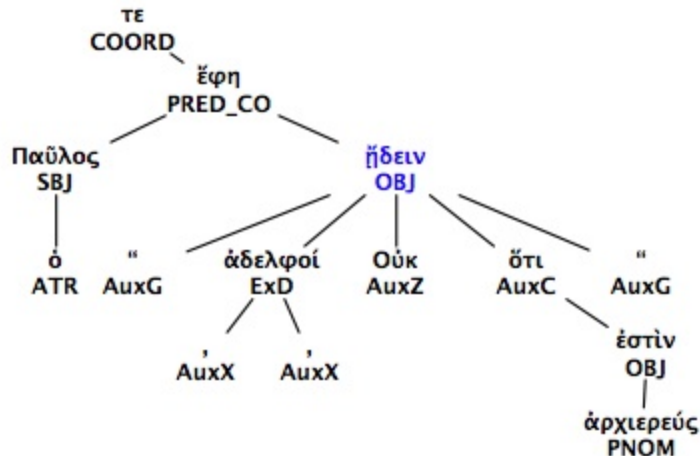 τε
COORD
ἔφη
PRED_CO
Παῦλος ᾔδειν
SBJ OBJ
ὁ “ ἀδελφοί Οὐκ ὅτι “
ATR AuxG ExD AuxZ AuxC AuxG
, , ἐστὶν
AuxX AuxX OBJ
ἀρχιερεύς
PNOM